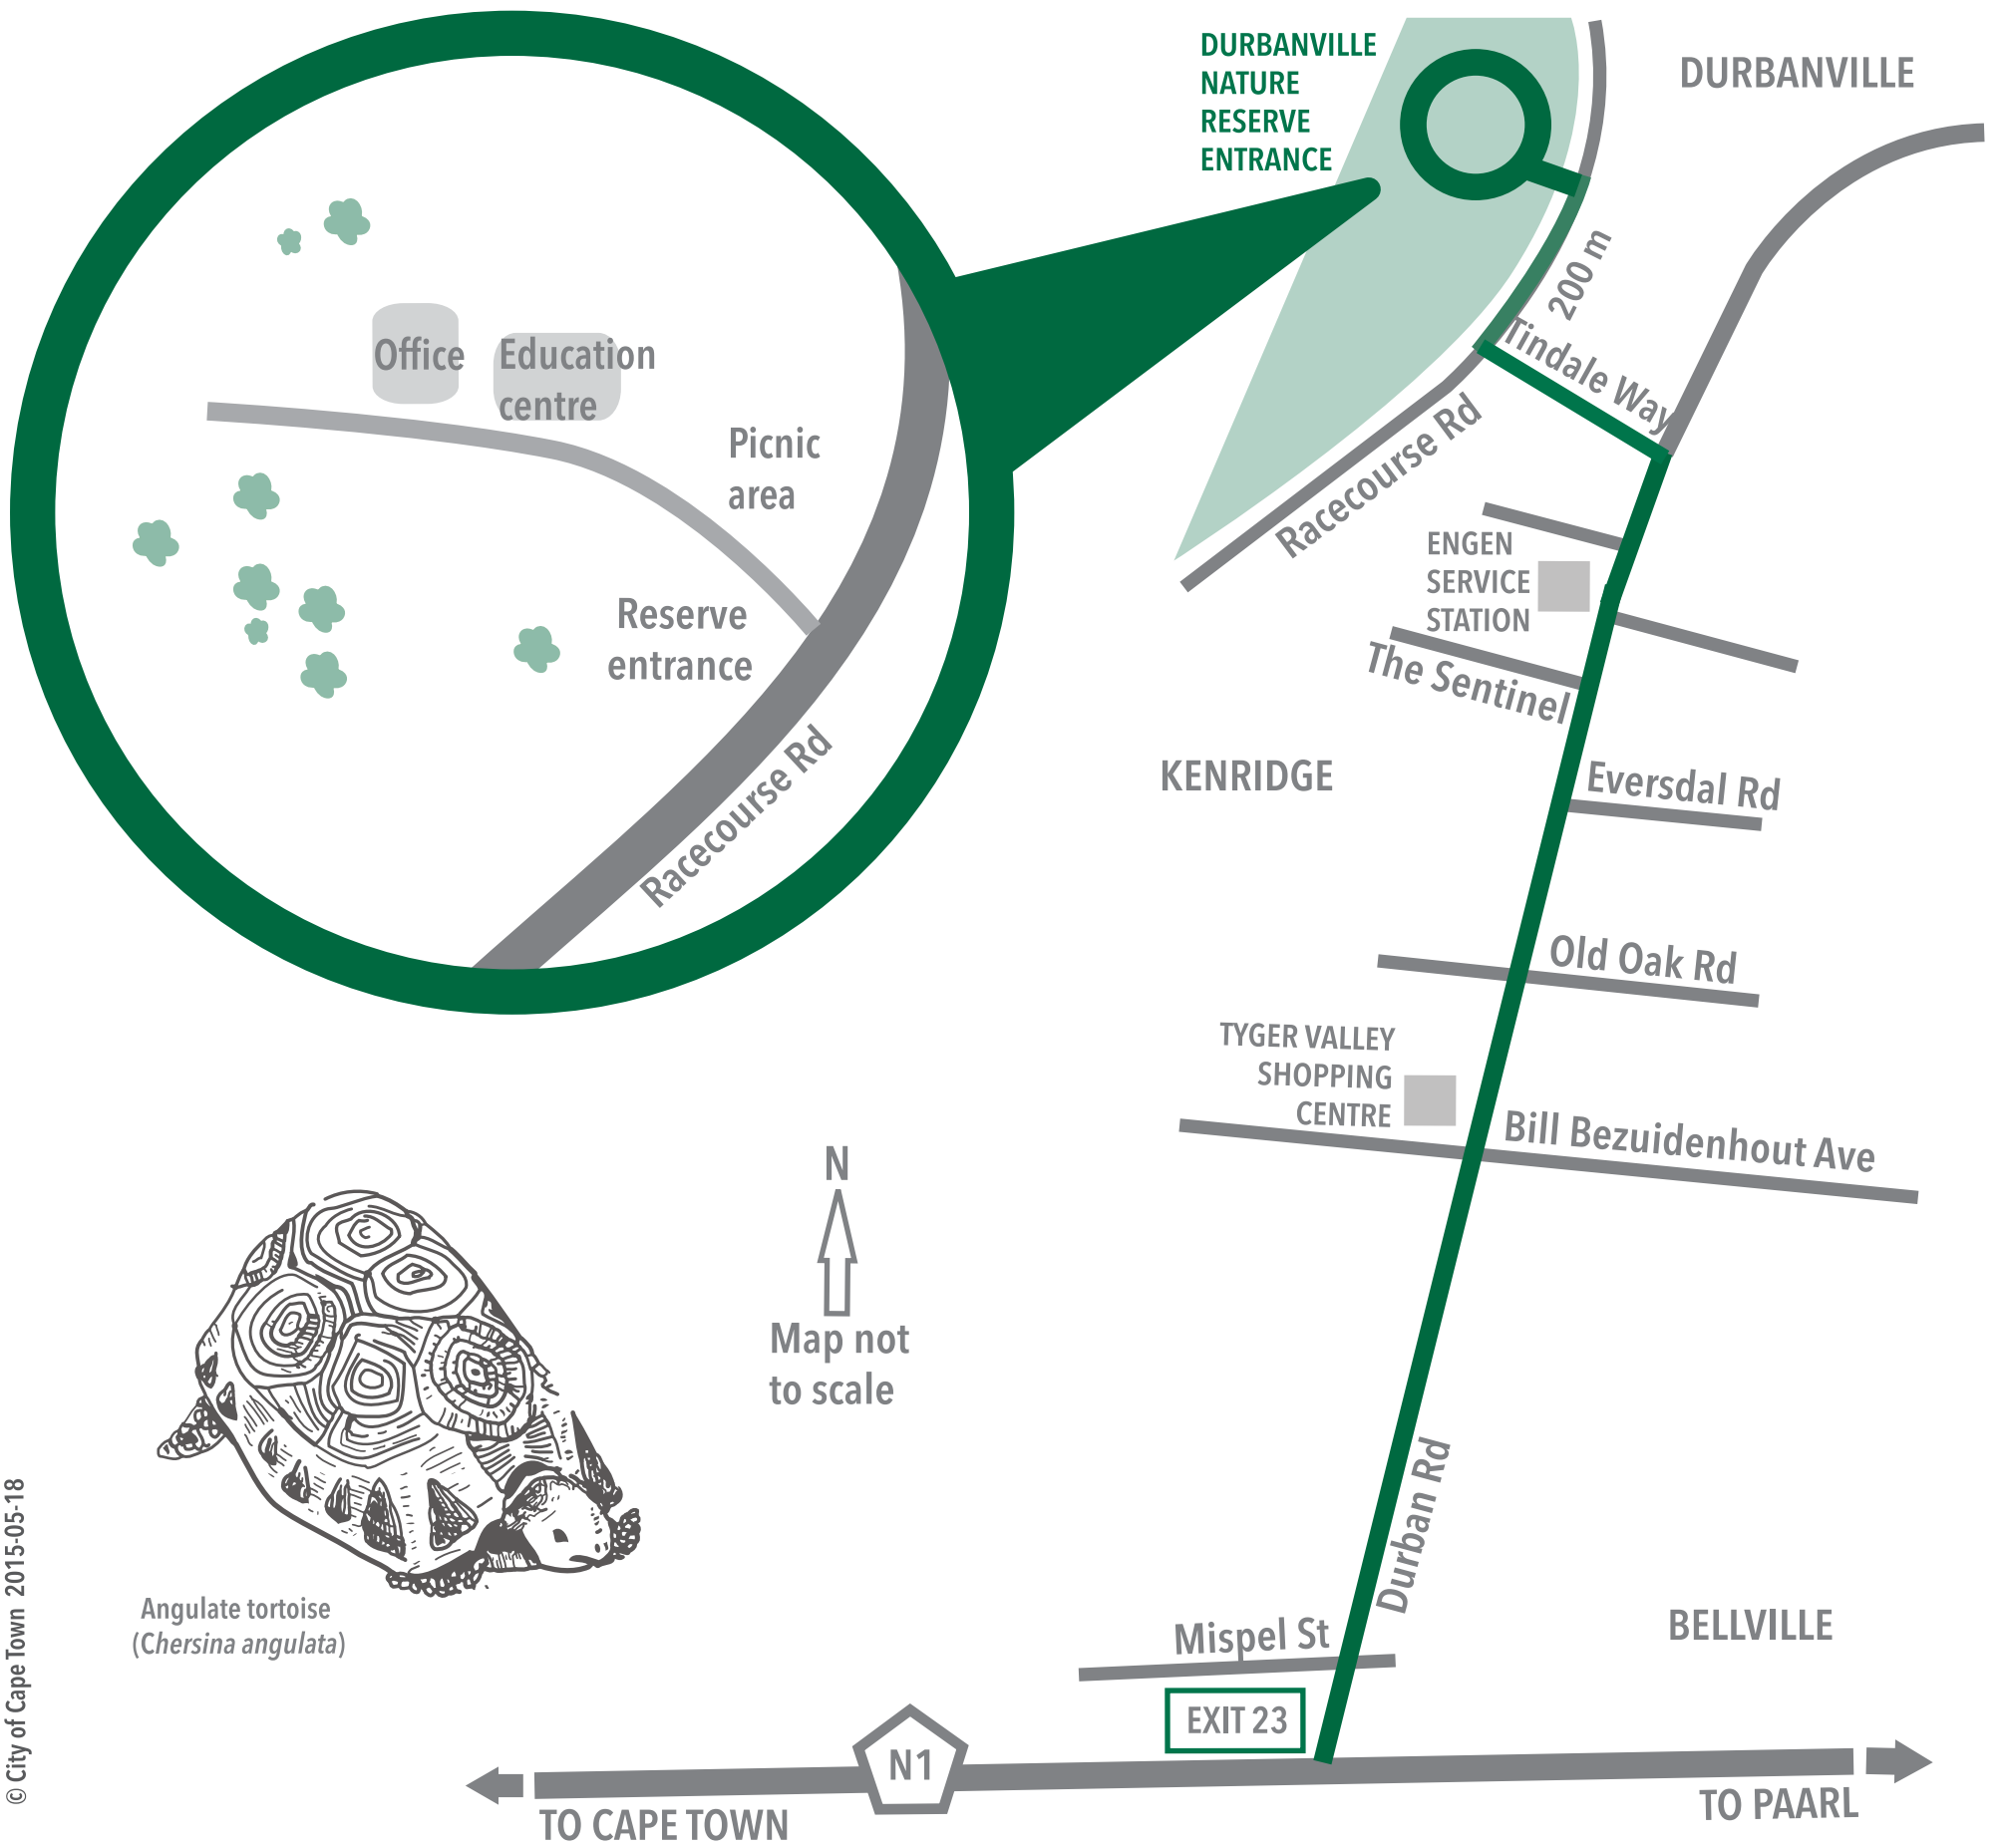 DURBANVILLE
NATURE
RESERVE
ENTRANCE
DURBANVILLE
200 m
Tindale Way
Racecourse Rd
Office
Education
centre
Picnic
area
Reserve
entrance
Racecourse Rd
ENGEN
SERVICE
STATION
The Sentinel
KENRIDGE
Eversdal Rd
Old Oak Rd
TYGER VALLEY
SHOPPING
CENTRE
Bill Bezuidenhout Ave
N
Map not
to scale
Durban Rd
Angulate tortoise
(Chersina angulata)
© City of Cape Town 2015-05-18
Mispel St
BELLVILLE
EXIT 23
N1
TO CAPE TOWN
TO PAARL